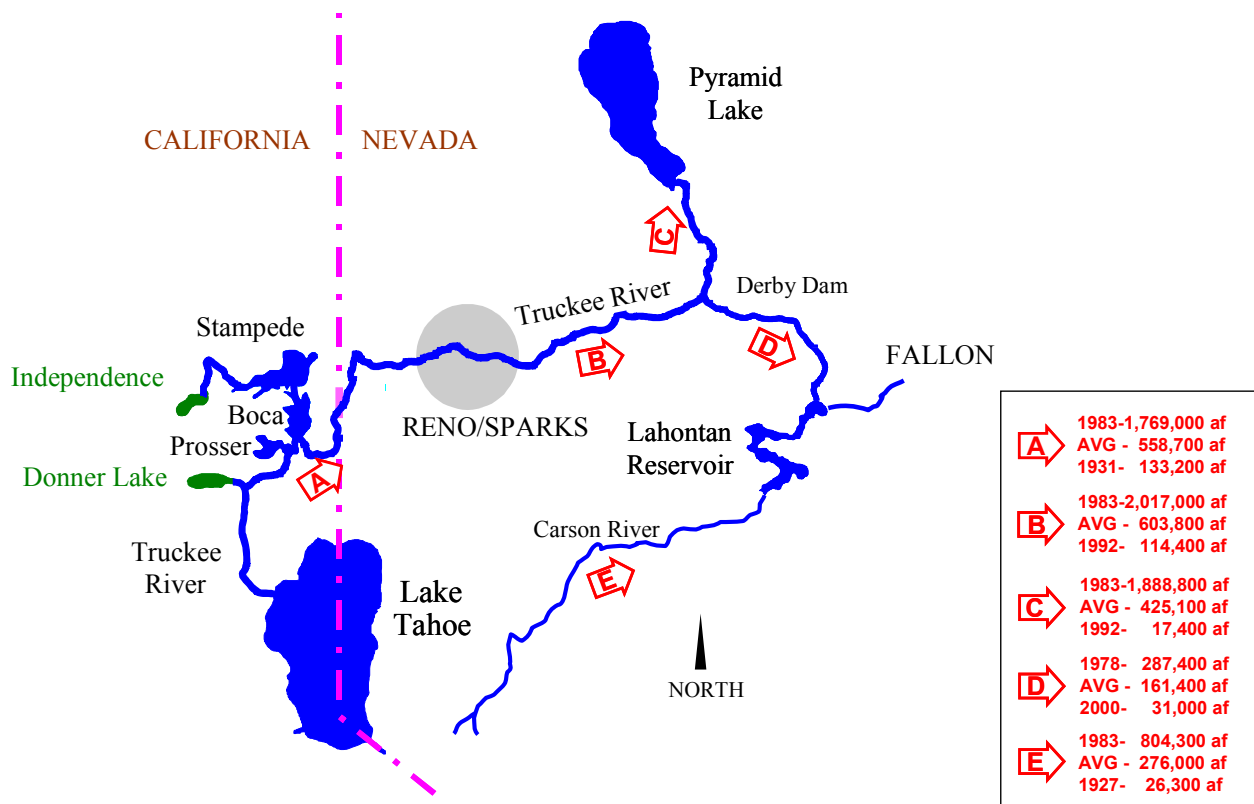 Pyramid
Lake
CALIFORNIA
NEVADA
C
Truckee River
Derby Dam
Stampede
B
D
FALLON
Independence
Boca
RENO/SPARKS
Prosser
Lahontan
Reservoir
Donner Lake
A
Carson River
Truckee
River
E
Lake
Tahoe
NORTH
A
1983-1,769,000 af
AVG - 558,700 af
1931- 133,200 af
B
1983-2,017,000 af
AVG - 603,800 af
1992- 114,400 af
C
1983-1,888,800 af
AVG - 425,100 af
1992- 17,400 af
D
1978- 287,400 af
AVG - 161,400 af
2000- 31,000 af
E
1983- 804,300 af
AVG - 276,000 af
1927- 26,300 af